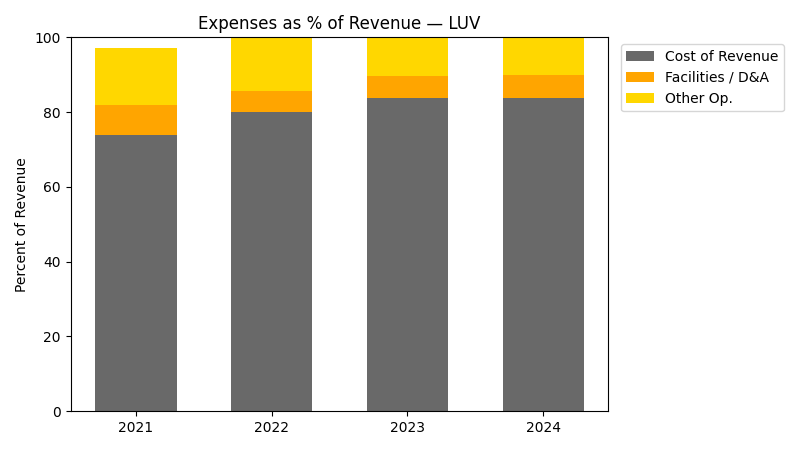 Expenses as % of Revenue — LUV
Percent of Revenue
100
80
60
40
20
0
2021
2022
2023
2024
Cost of Revenue
Facilities / D&A
Other Op.